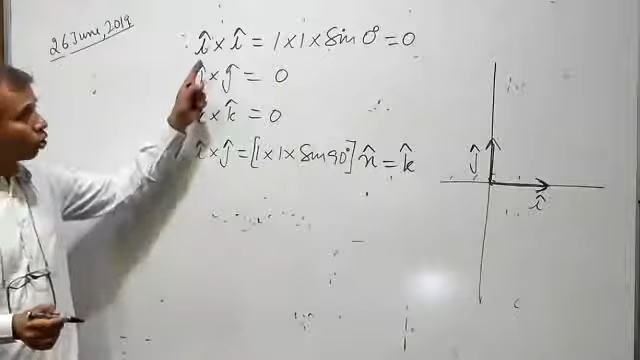 26 June, 2019
î × î = 1 × 1 × Sin 0° = 0
× ĵ = 0
× k̂ = 0
î × ĵ = [1 × 1 × Sin 90°] n̂ = k̂
ĵ
î